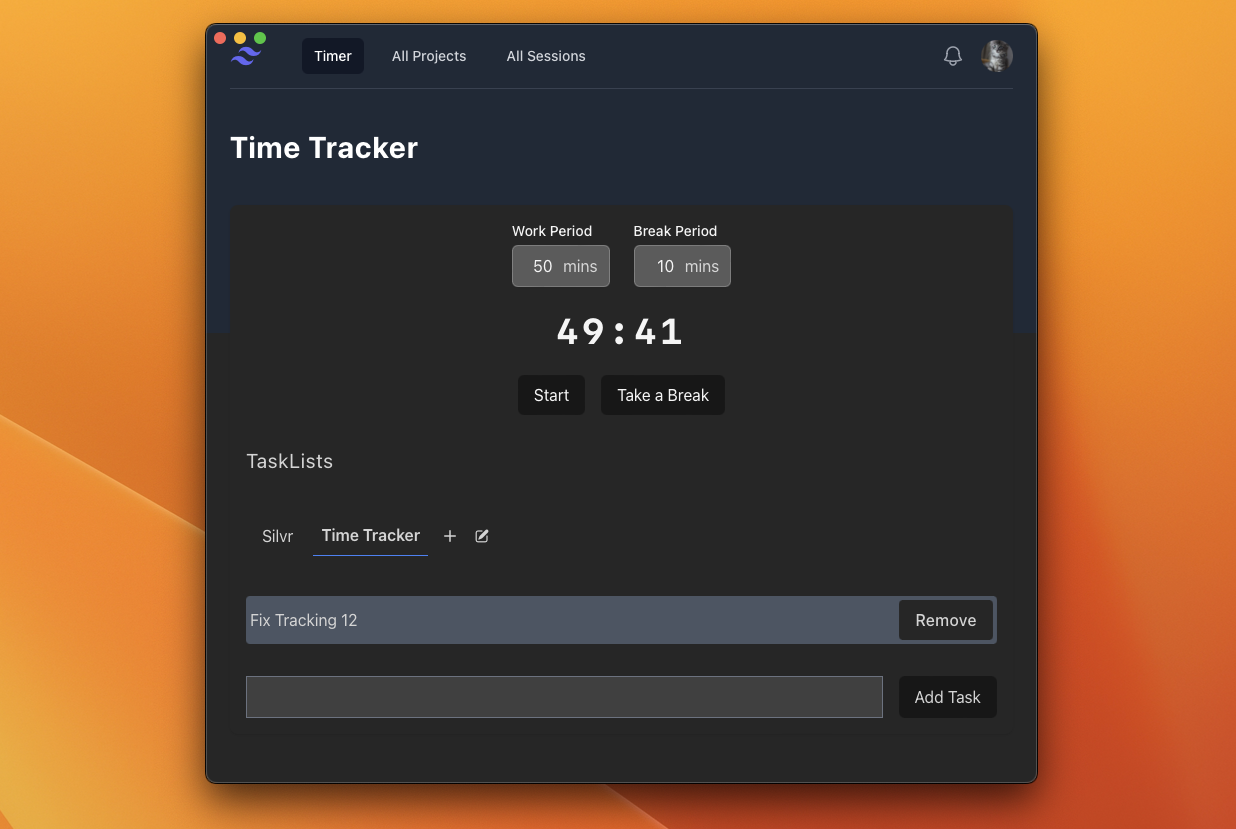 Timer All Projects All Sessions
Time Tracker
Work Period Break Period
50 mins 10 mins
49:41
Start Take a Break
TaskLists
Silvr Time Tracker
Fix Tracking 12 Remove
Add Task